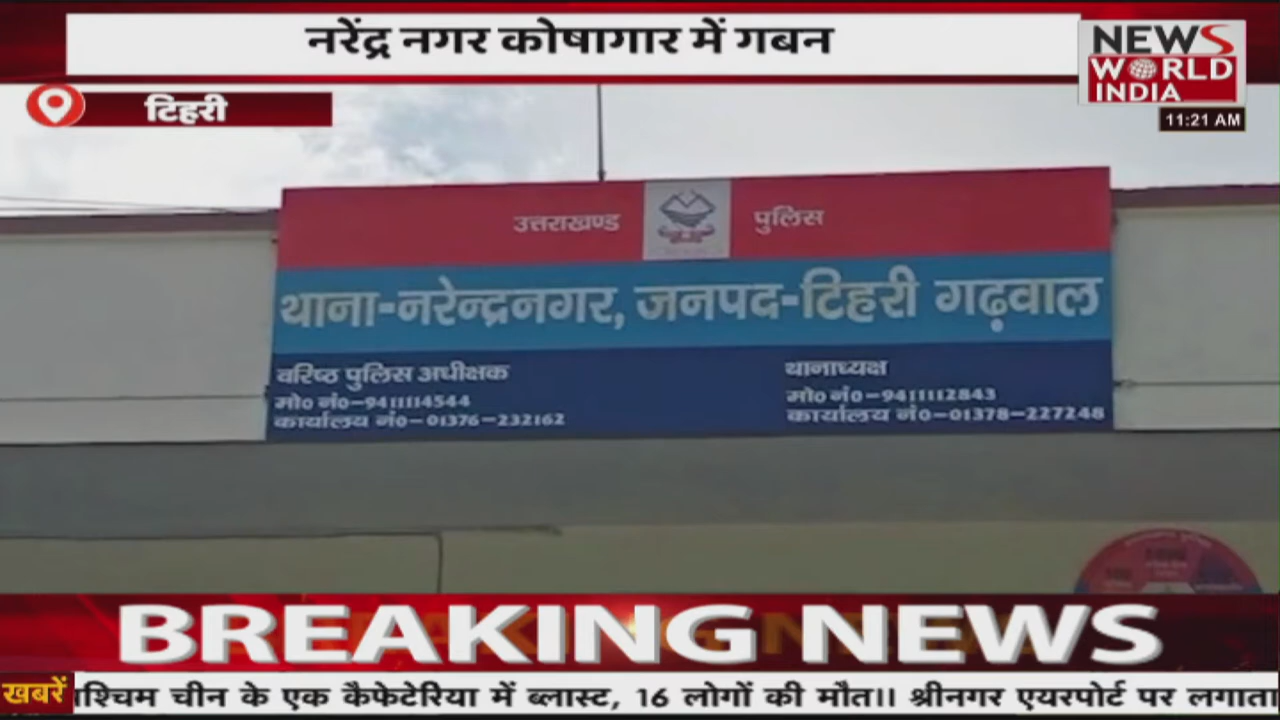 नरेंद्र नगर कोषागार में गबन
NEWS
WORLD
INDIA
टिहरी
11:21 AM
उत्तराखण्ड पुलिस
थाना-नरेन्द्रनगर, जनपद-टिहरी गढ़वाल
वरिष्ठ पुलिस अधीक्षक
मो० नं०-9411114544
कार्यालय नं०-01376-232162
थानाध्यक्ष
मो० नं०-9411112843
कार्यालय नं०-01378-227248
BREAKING NEWS
खबरें
श्चिम चीन के एक कैफेटेरिया में ब्लास्ट, 16 लोगों की मौत।। श्रीनगर एयरपोर्ट पर लगाता